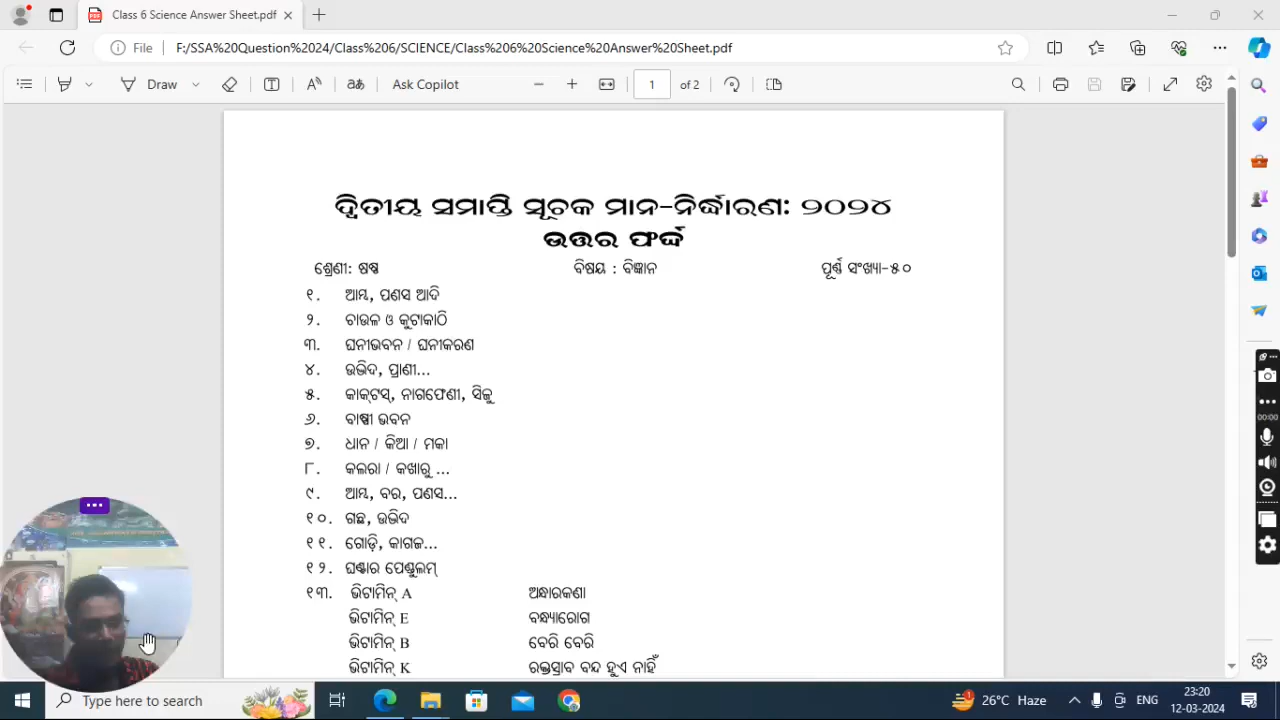 Class 6 Science Answer Sheet.pdf
File F:/SSA%20Question%2024/Class%206/SCIENCE/Class%206%20Science%20Answer%20Sheet.pdf
Draw Ask Copilot 1 of 2
ଦ୍ୱିତୀୟ ସମାପ୍ତି ସୂଚକ ମାନ-ନିର୍ଦ୍ଧାରଣ: ୨୦୨୪
ଉତ୍ତର ଫର୍ଦ୍ଦ
ଶ୍ରେଣୀ: ଷଷ୍ଠ ବିଷୟ : ବିଜ୍ଞାନ ପୂର୍ଣ୍ଣ ସଂଖ୍ୟା-୫୦
୧. ଆମ୍ଭ, ପଣସ ଆଦି
୨. ଚାଉଳ ଓ କୁଟାକାଠି
୩. ଘନୀଭବନ / ଘନୀକରଣ
୪. ଉଦ୍ଭିଦ, ପ୍ରାଣୀ...
୫. କାକ୍ଟସ୍, ନାଗଫେଣୀ, ସିଜୁ
୬. ବାଷ୍ପୀ ଭବନ
୭. ଧାନ / କିଆ / ମକା
୮. କଲରା / କଖାରୁ ...
୯. ଆମ୍ଭ, ବର, ପଣସ...
୧୦. ଗଛ, ଉଦ୍ଭିଦ
୧୧. ଗୋଡ଼ି, କାଗଜ...
୧୨. ଘଣ୍ଟାର ପେଣ୍ଡୁଲମ୍
୧୩. ଭିଟାମିନ୍ A ଅନ୍ଧାରକଣା
ଭିଟାମିନ୍ E ବନ୍ଧ୍ୟାରୋଗ
ଭିଟାମିନ୍ B ବେରି ବେରି
ଭିଟାମିନ୍ K ରକ୍ତସ୍ରାବ ବନ୍ଦ ହୁଏ ନାହିଁ
00:00
Type here to search 26°C Haze ENG 23:20
12-03-2024